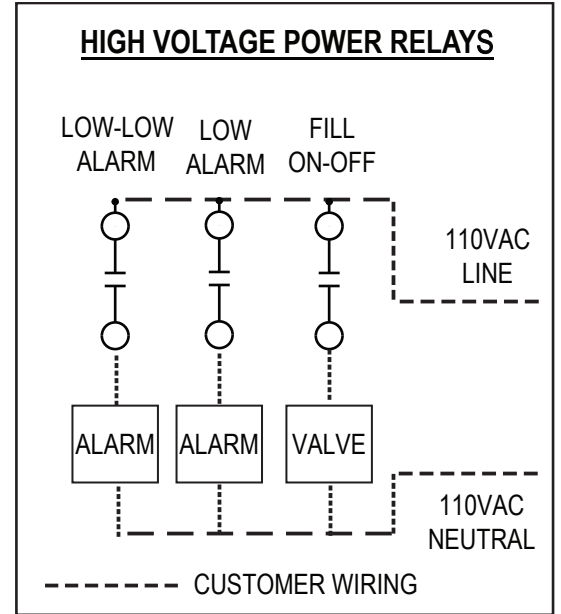 HIGH VOLTAGE POWER RELAYS
LOW-LOW
ALARM
LOW
ALARM
FILL
ON-OFF
110VAC
LINE
ALARM
ALARM
VALVE
110VAC
NEUTRAL
CUSTOMER WIRING